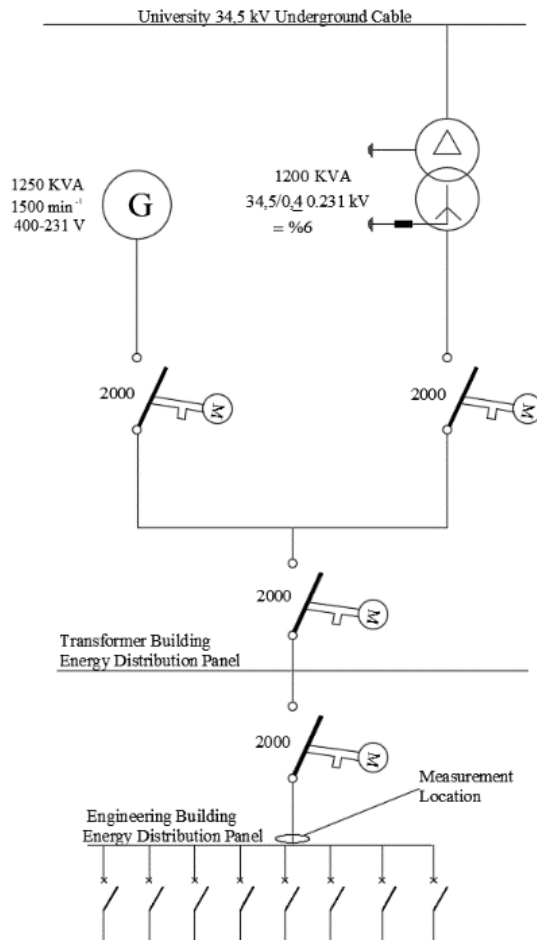 University 34,5 kV Underground Cable
1250 KVA
1500 min⁻¹
400-231 V
G
1200 KVA
34,5/0,4 0.231 kV
= %6
2000
M
2000
M
2000
M
Transformer Building
Energy Distribution Panel
2000
M
Measurement
Location
Engineering Building
Energy Distribution Panel